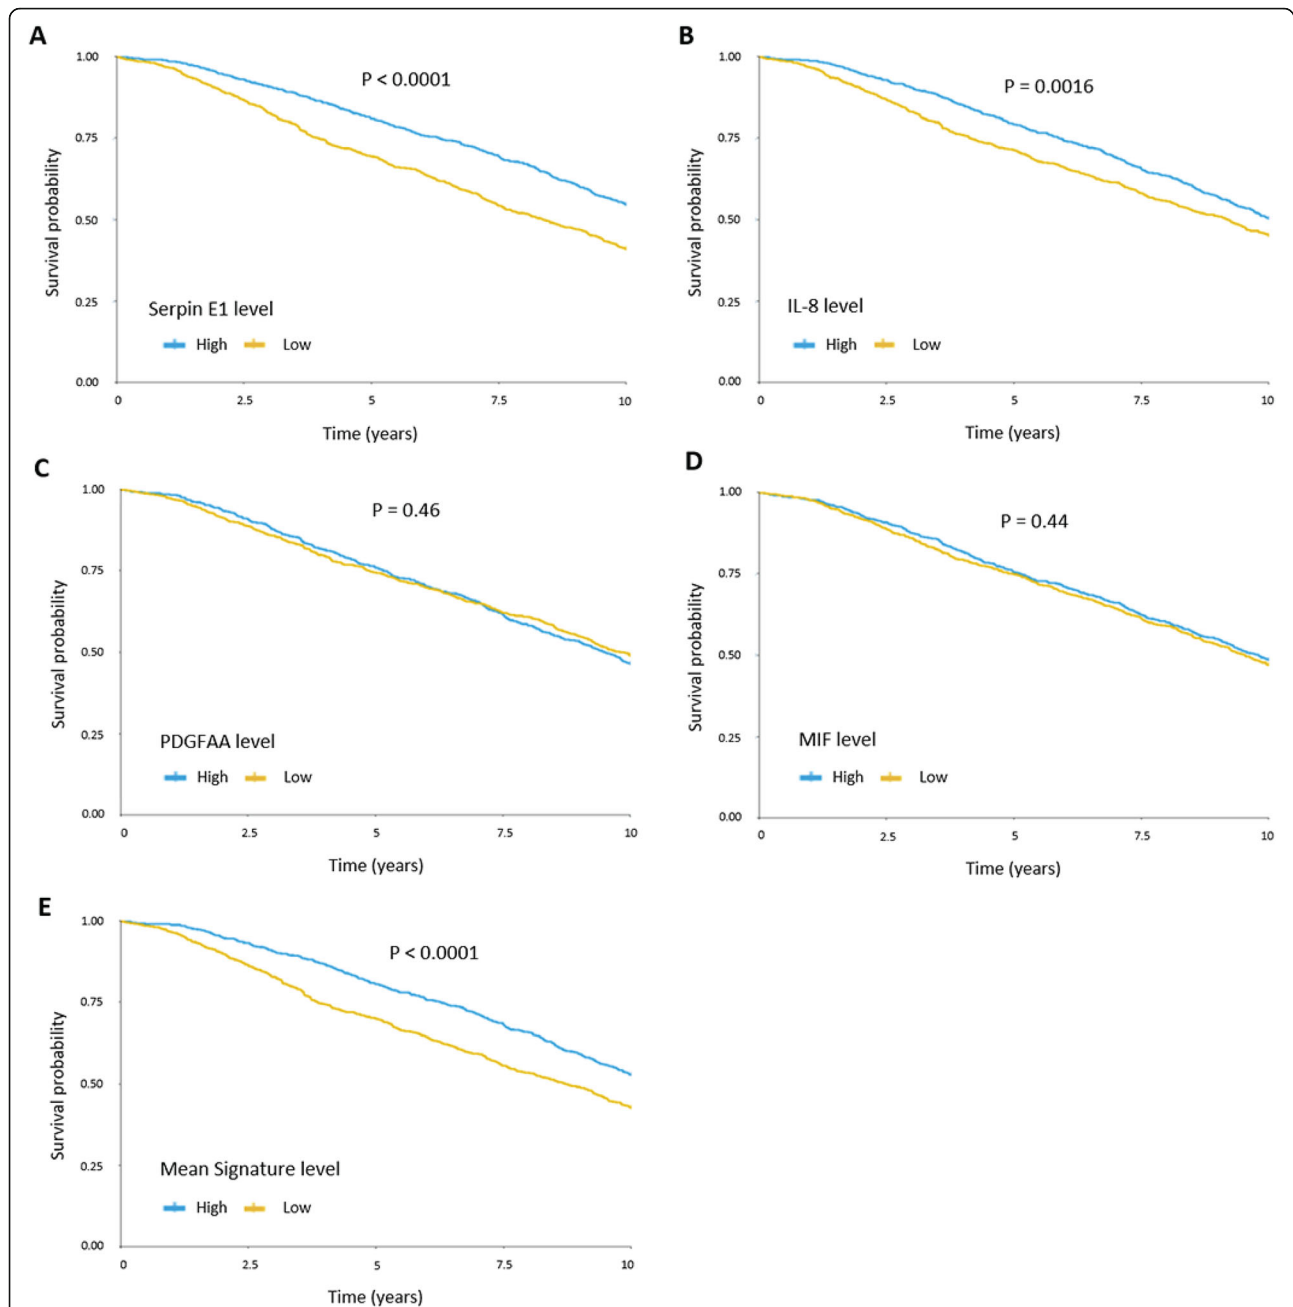 A
1.00
0.75
0.50
0.25
0.00
Survival probability
P < 0.0001
Serpin E1 level
High Low
0 2.5 5 7.5 10
Time (years)
B
1.00
0.75
0.50
0.25
0.00
Survival probability
P = 0.0016
IL-8 level
High Low
0 2.5 5 7.5 10
Time (years)
C
1.00
0.75
0.50
0.25
0.00
Survival probability
P = 0.46
PDGFAA level
High Low
0 2.5 5 7.5 10
Time (years)
D
1.00
0.75
0.50
0.25
0.00
Survival probability
P = 0.44
MIF level
High Low
0 2.5 5 7.5 10
Time (years)
E
1.00
0.75
0.50
0.25
0.00
Survival probability
P < 0.0001
Mean Signature level
High Low
0 2.5 5 7.5 10
Time (years)